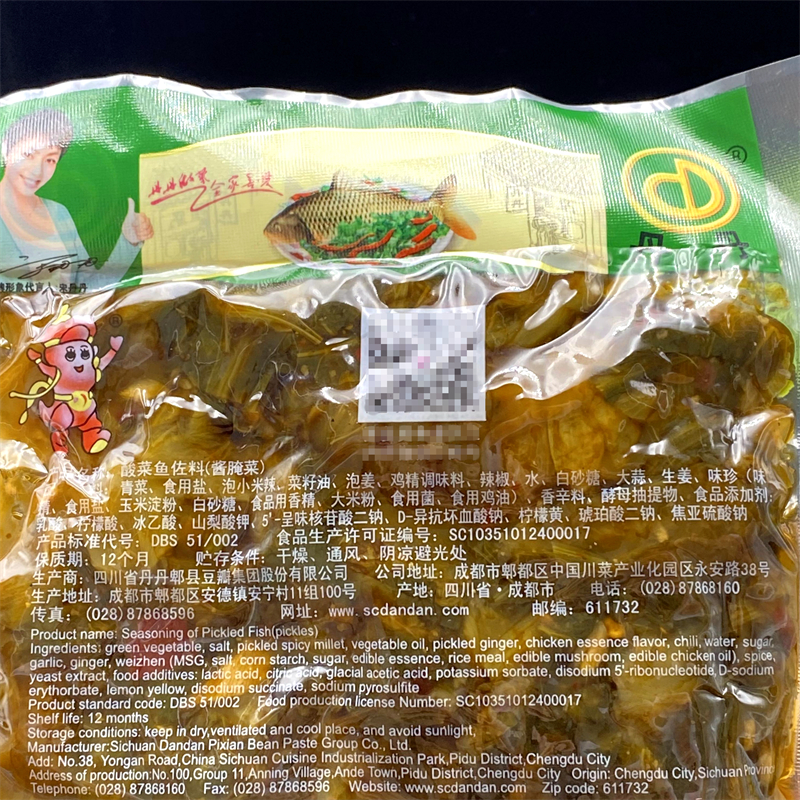 丹丹泡菜 全家喜爱
®
形象代言人 宋丹丹
®
名称：酸菜鱼佐料(酱腌菜)
青菜、食用盐、泡小米辣、菜籽油、泡姜、鸡精调味料、辣椒、水、白砂糖、大蒜、生姜、味珍（味
精、食用盐、玉米淀粉、白砂糖、食品用香精、大米粉、食用菌、食用鸡油）、香辛料、酵母抽提物、食品添加剂：
乳酸、柠檬酸、冰乙酸、山梨酸钾、5'-呈味核苷酸二钠、D-异抗坏血酸钠、柠檬黄、琥珀酸二钠、焦亚硫酸钠
产品标准代号：DBS 51/002 食品生产许可证编号：SC10351012400017
保质期：12个月 贮存条件：干燥、通风、阴凉避光处
生产商：四川省丹丹郫县豆瓣集团股份有限公司 公司地址：成都市郫都区中国川菜产业化园区永安路38号
生产地址：成都市郫都区安德镇安宁村11组100号 产地：四川省·成都市 电话：(028)87868160
传真：(028)87868596 网址：www.scdandan.com 邮编：611732
Product name: Seasoning of Pickled Fish(pickles)
Ingredients: green vegetable, salt, pickled spicy millet, vegetable oil, pickled ginger, chicken essence flavor, chili, water, sugar,
garlic, ginger, weizhen (MSG, salt, corn starch, sugar, edible essence, rice meal, edible mushroom, edible chicken oil), spice,
yeast extract, food additives: lactic acid, citric acid, glacial acetic acid, potassium sorbate, disodium 5'-ribonucleotide, D-sodium
erythorbate, lemon yellow, disodium succinate, sodium pyrosulfite
Product standard code: DBS 51/002 Food production license Number: SC10351012400017
Shelf life: 12 months
Storage conditions: keep in dry,ventilated and cool place, and avoid sunlight,
Manufacturer:Sichuan Dandan Pixian Bean Paste Group Co., Ltd.
Add: No.38, Yongan Road,China Sichuan Cuisine Industrialization Park,Pidu District,Chengdu City
Address of production:No.100,Group 11,Anning Village,Ande Town,Pidu District,Chengdu City Origin: Chengdu City,Sichuan Province
Telephone: (028) 87868160 Fax: (028) 87868596 Website: www.scdandan.com Zip code: 611732